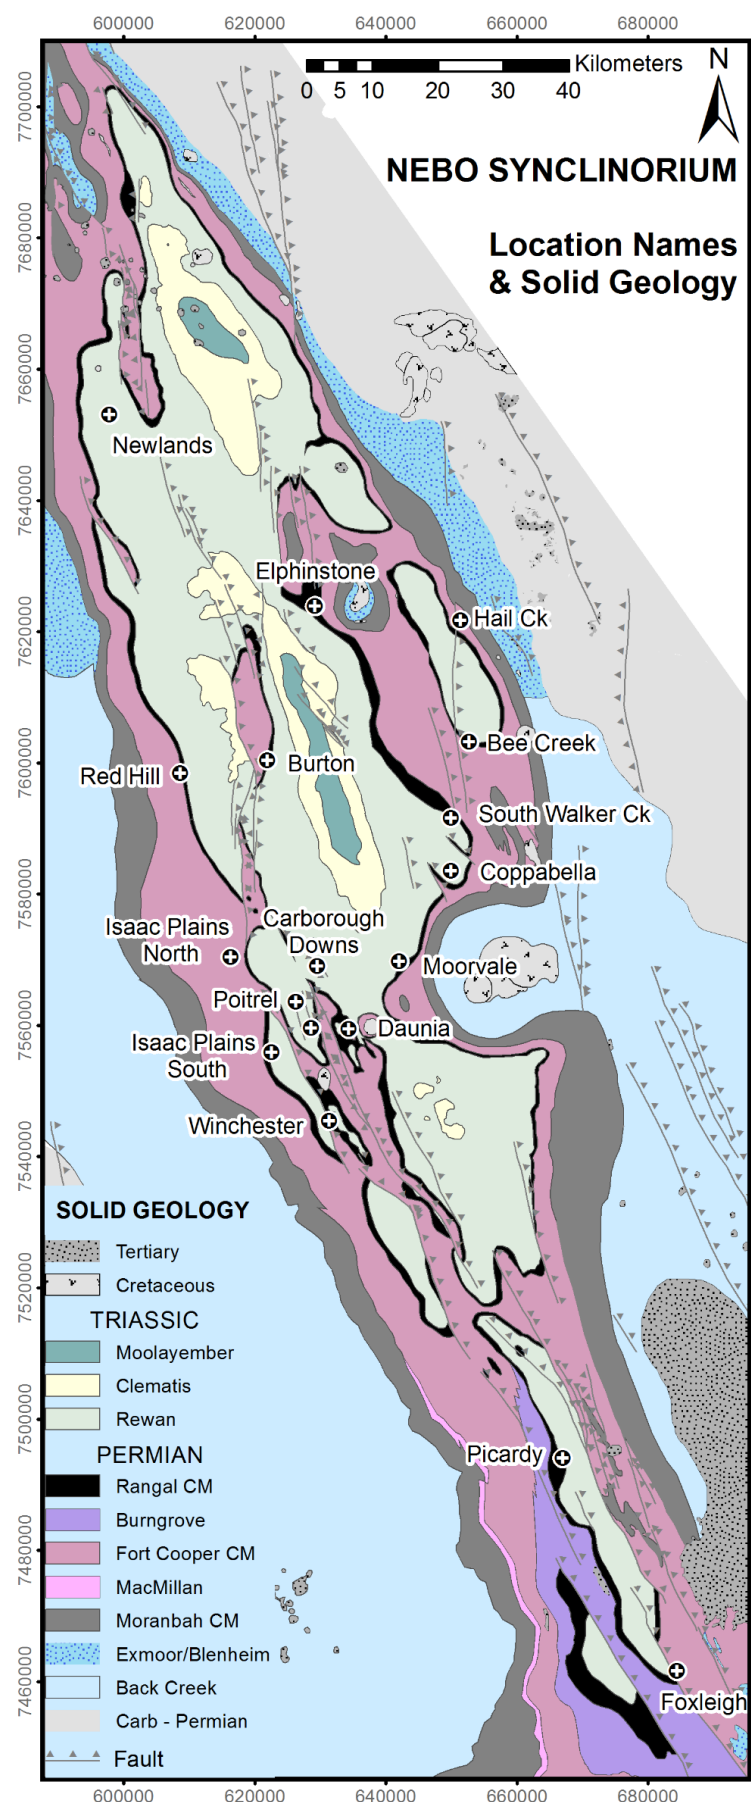 600000 620000 640000 660000 680000
Kilometers
0 5 10 20 30 40
N
NEBO SYNCLINORIUM
Location Names
& Solid Geology
7700000
7680000
7660000
7640000
7620000
7600000
7580000
7560000
7540000
7520000
7500000
7480000
7460000
Newlands
Elphinstone
Hail Ck
Bee Creek
Burton
Red Hill
South Walker Ck
Coppabella
Carborough
Downs
Isaac Plains
North
Moorvale
Poitrel
Daunia
Isaac Plains
South
Winchester
Picardy
Foxleigh
SOLID GEOLOGY
Tertiary
Cretaceous
TRIASSIC
Moolayember
Clematis
Rewan
PERMIAN
Rangal CM
Burngrove
Fort Cooper CM
MacMillan
Moranbah CM
Exmoor/Blenheim
Back Creek
Carb - Permian
Fault
600000 620000 640000 660000 680000